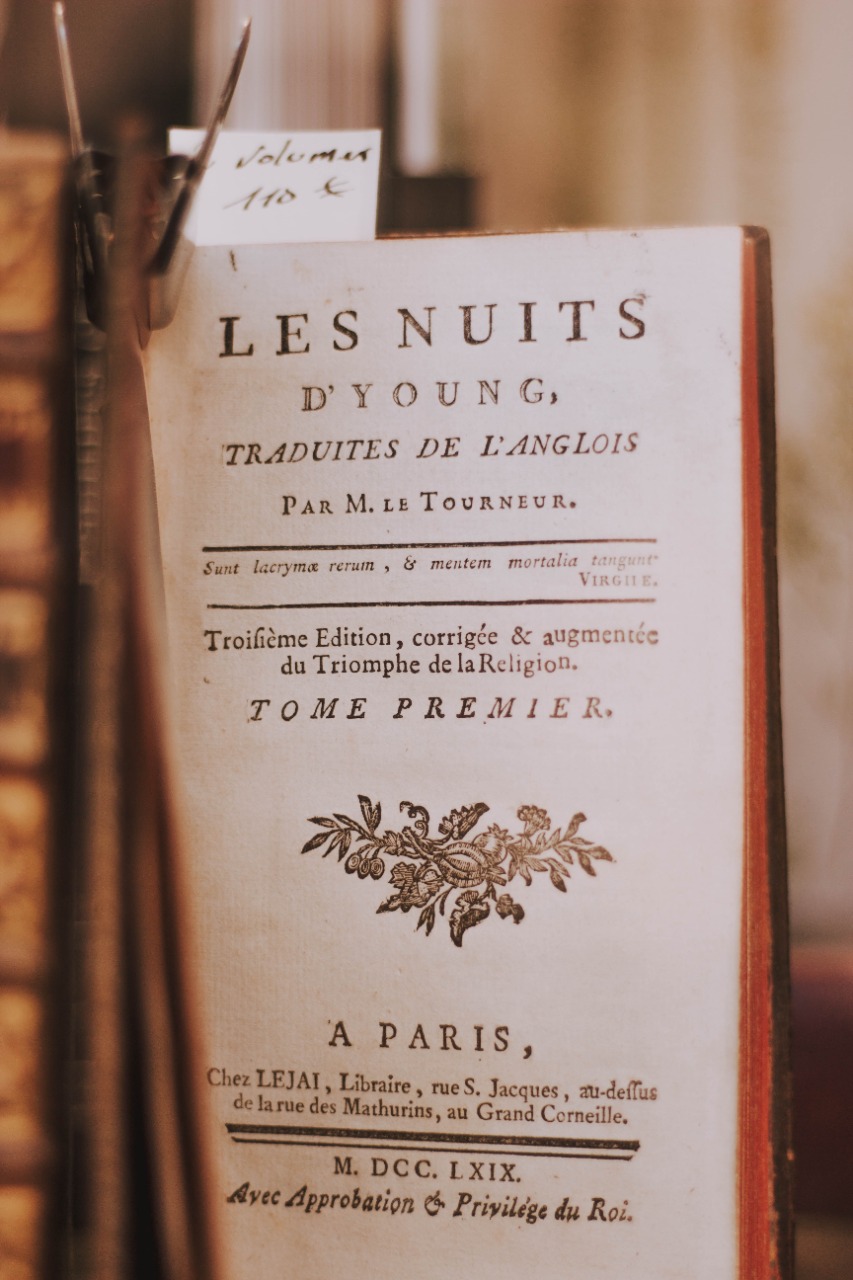 volumes
110 €
LES NUITS
D'YOUNG,
TRADUITES DE L'ANGLOIS
PAR M. LE TOURNEUR.
Sunt lacrymæ rerum , & mentem mortalia tangunt
VIRGILE.
Troiſième Edition, corrigée & augmentée
du Triomphe de la Religion.
TOME PREMIER.
A PARIS,
Chez LEJAI, Libraire, rue S. Jacques, au-deſſus
de la rue des Mathurins, au Grand Corneille.
M. DCC. LXIX.
Avec Approbation & Privilége du Roi.